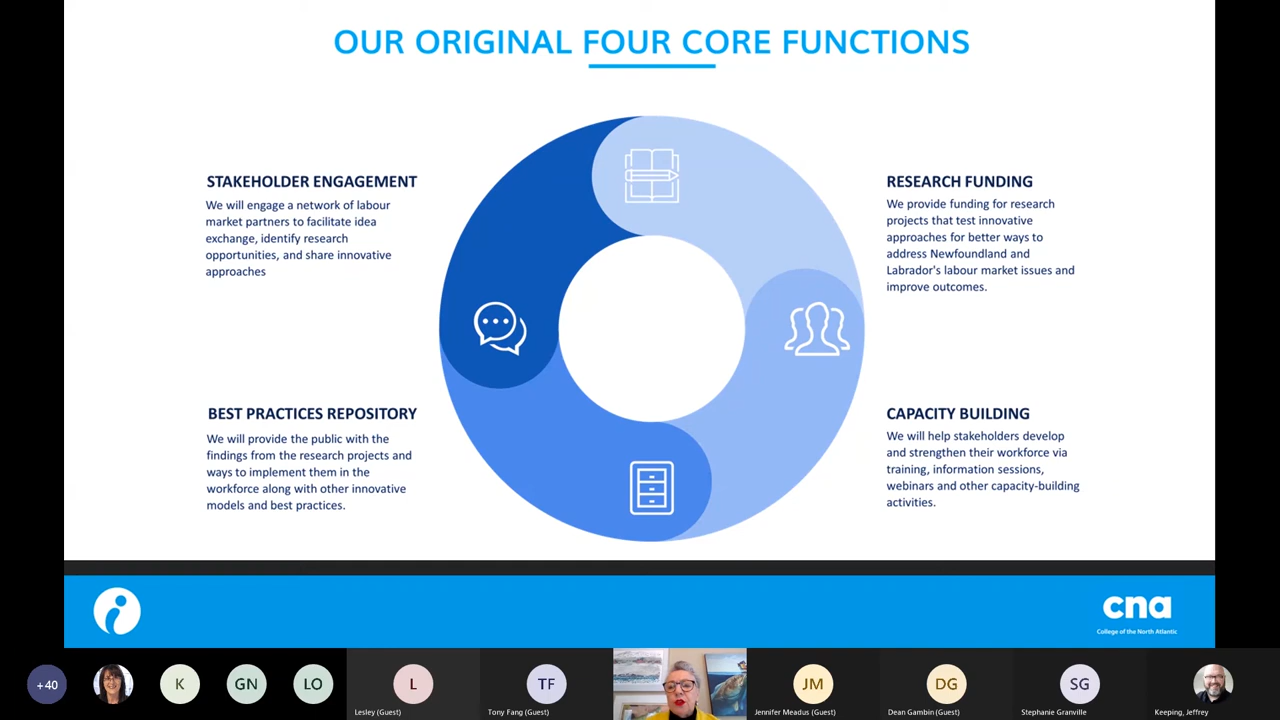 OUR ORIGINAL FOUR CORE FUNCTIONS
STAKEHOLDER ENGAGEMENT
We will engage a network of labour
market partners to facilitate idea
exchange, identify research
opportunities, and share innovative
approaches
RESEARCH FUNDING
We provide funding for research
projects that test innovative
approaches for better ways to
address Newfoundland and
Labrador's labour market issues and
improve outcomes.
BEST PRACTICES REPOSITORY
We will provide the public with the
findings from the research projects and
ways to implement them in the
workforce along with other innovative
models and best practices.
CAPACITY BUILDING
We will help stakeholders develop
and strengthen their workforce via
training, information sessions,
webinars and other capacity-building
activities.
i
cna
College of the North Atlantic
+40
K
GN
LO
L
TF
JM
DG
SG
Lesley (Guest)
Tony Fang (Guest)
Jennifer Meadus (Guest)
Dean Gambin (Guest)
Stephanie Granville
Keeping, Jeffrey